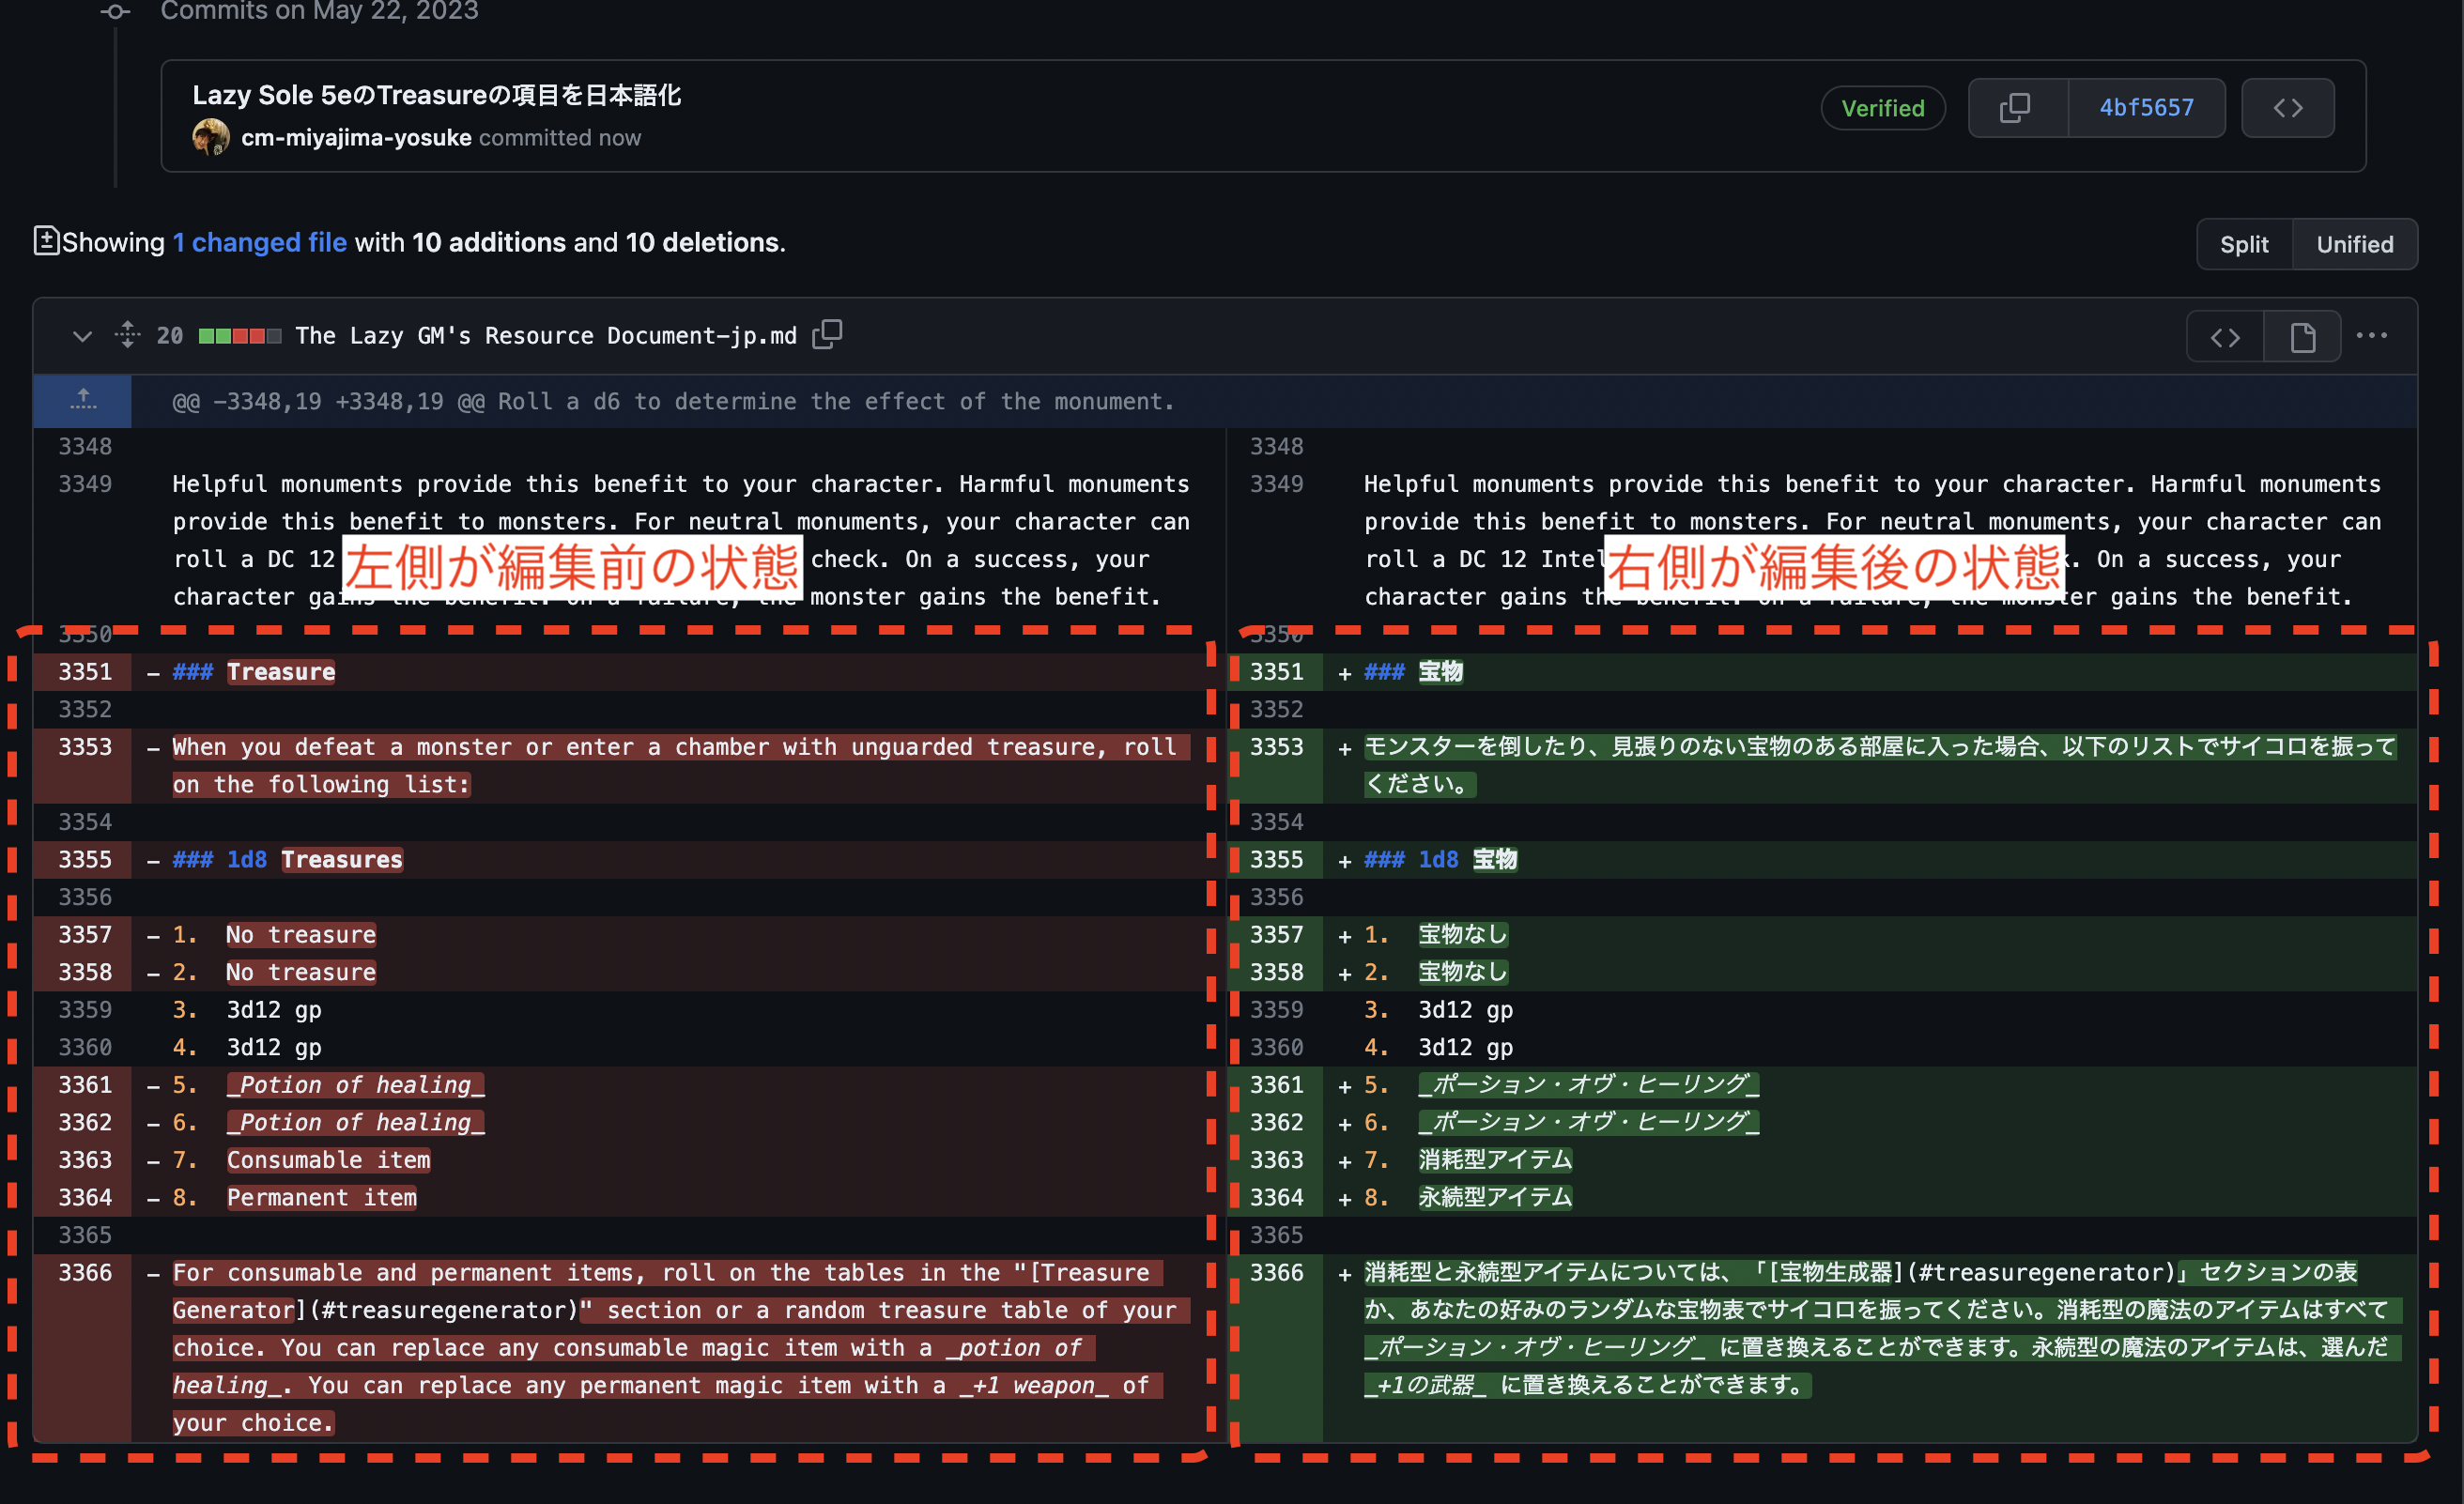 Commits on May 22, 2023
Lazy Sole 5eのTreasureの項目を日本語化
cm-miyajima-yosuke committed now
Verified
4bf5657
Showing 1 changed file with 10 additions and 10 deletions.
Split
Unified
20 The Lazy GM's Resource Document-jp.md
@@ -3348,19 +3348,19 @@ Roll a d6 to determine the effect of the monument.
3348
3349 Helpful monuments provide this benefit to your character. Harmful monuments
provide this benefit to monsters. For neutral monuments, your character can
roll a DC 12 check. On a success, your
character gains the benefit. On a failure, the monster gains the benefit.
左側が編集前の状態
3350
3351 - ### Treasure
3352
3353 - When you defeat a monster or enter a chamber with unguarded treasure, roll
on the following list:
3354
3355 - ### 1d8 Treasures
3356
3357 - 1. No treasure
3358 - 2. No treasure
3359 3. 3d12 gp
3360 4. 3d12 gp
3361 - 5. _Potion of healing_
3362 - 6. _Potion of healing_
3363 - 7. Consumable item
3364 - 8. Permanent item
3365
3366 - For consumable and permanent items, roll on the tables in the "[Treasure
Generator](#treasuregenerator)" section or a random treasure table of your
choice. You can replace any consumable magic item with a _potion of
healing_. You can replace any permanent magic item with a _+1 weapon_ of
your choice.
3348
3349 Helpful monuments provide this benefit to your character. Harmful monuments
provide this benefit to monsters. For neutral monuments, your character can
roll a DC 12 On a success, your
character gains the benefit. On a failure, the monster gains the benefit.
右側が編集後の状態
3350
3351 + ### 宝物
3352
3353 + モンスターを倒したり、見張りのない宝物のある部屋に入った場合、以下のリストでサイコロを振って
ください。
3354
3355 + ### 1d8 宝物
3356
3357 + 1. 宝物なし
3358 + 2. 宝物なし
3359 3. 3d12 gp
3360 4. 3d12 gp
3361 + 5. _ポーション・オヴ・ヒーリング_
3362 + 6. _ポーション・オヴ・ヒーリング_
3363 + 7. 消耗型アイテム
3364 + 8. 永続型アイテム
3365
3366 + 消耗型と永続型アイテムについては、「[宝物生成器](#treasuregenerator)」セクションの表
か、あなたの好みのランダムな宝物表でサイコロを振ってください。消耗型の魔法のアイテムはすべて
_ポーション・オヴ・ヒーリング_ に置き換えることができます。永続型の魔法のアイテムは、選んだ
_+1の武器_ に置き換えることができます。